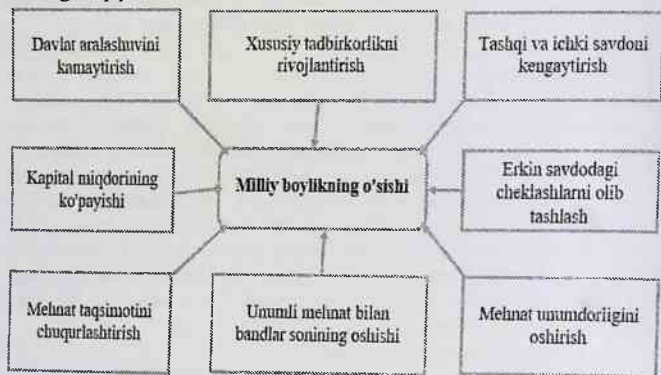 Davlat aralashuvini
kamaytirish
Xususiy tadbirkorlikni
rivojlantirish
Tashqi va ichki savdoni
kengaytirish
Kapital miqdorining
ko'payishi
Milliy boylikning o'sishi
Erkin savdodagi
cheklashlarni olib
tashlash
Mehnat taqsimotini
chuqurlashtirish
Unumli mehnat bilan
bandlar sonining oshishi
Mehnat unumdorligini
oshirish